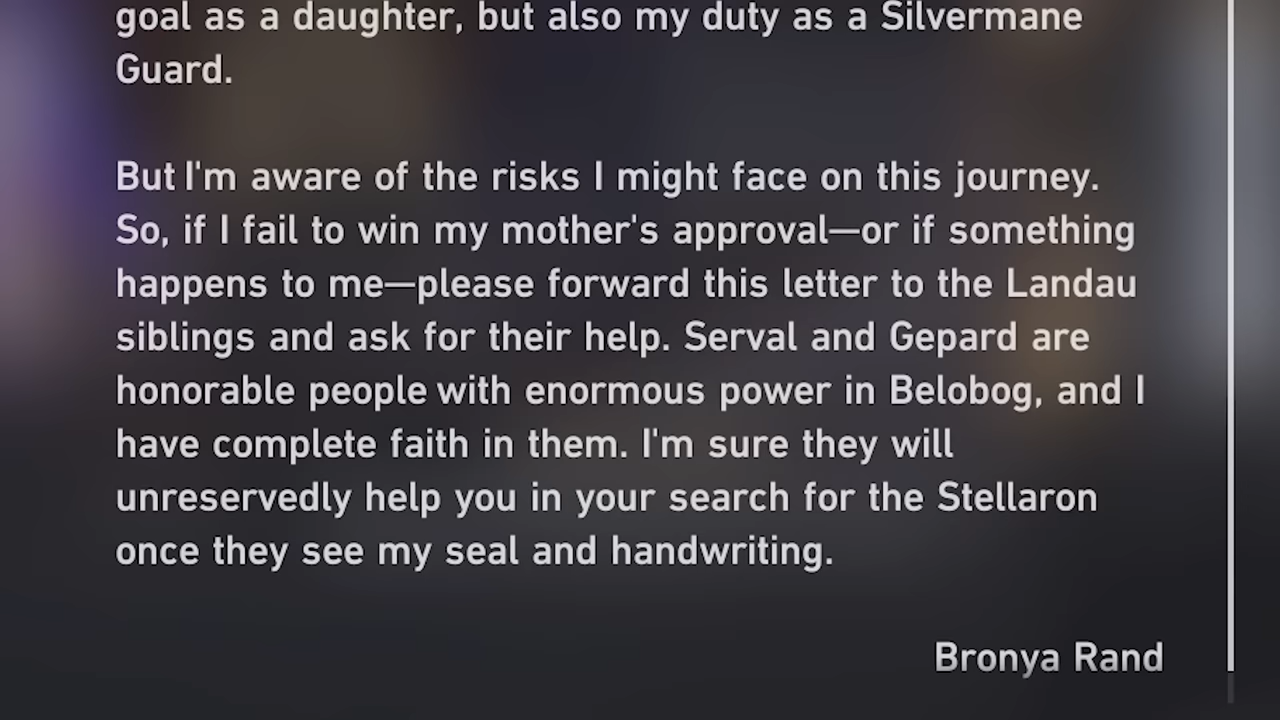 goal as a daughter, but also my duty as a Silvermane
Guard.
But I'm aware of the risks I might face on this journey.
So, if I fail to win my mother's approval—or if something
happens to me—please forward this letter to the Landau
siblings and ask for their help. Serval and Gepard are
honorable people with enormous power in Belobog, and I
have complete faith in them. I'm sure they will
unreservedly help you in your search for the Stellaron
once they see my seal and handwriting.
Bronya Rand